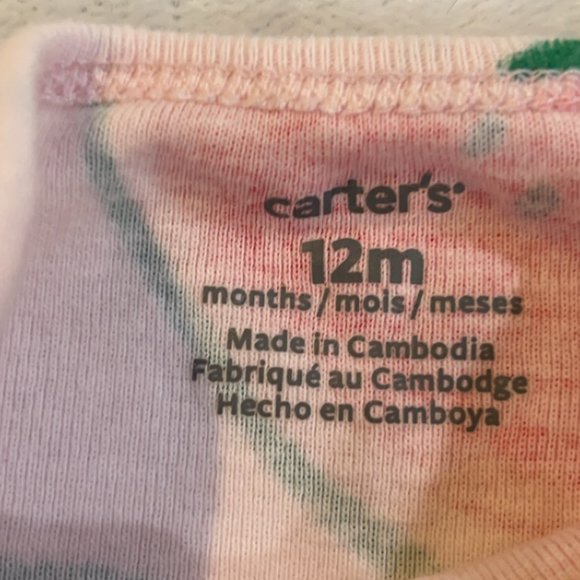 carter's
12m
months/mois/meses
Made in Cambodia
Fabriqué au Cambodge
Hecho en Camboya